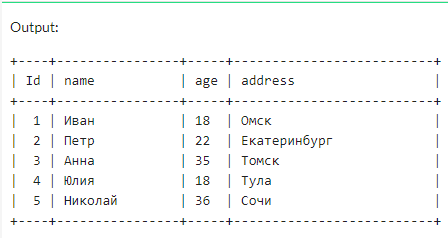 Output:
+----+----------------+-----+-------------------------+
| Id | name           | age | address                 |
+----+----------------+-----+-------------------------+
|  1 | Иван           | 18  | Омск                    |
|  2 | Петр           | 22  | Екатеринбург            |
|  3 | Анна           | 35  | Томск                   |
|  4 | Юлия           | 18  | Тула                    |
|  5 | Николай        | 36  | Сочи                    |
+----+----------------+-----+-------------------------+